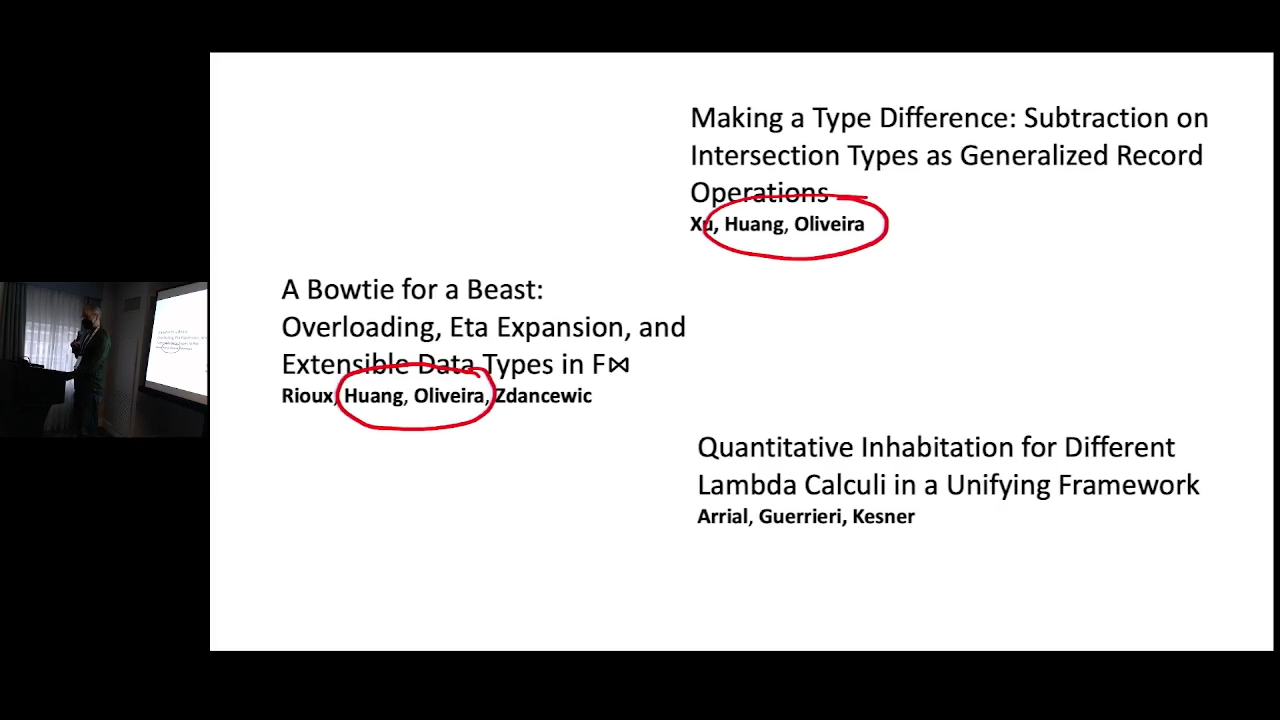 Making a Type Difference: Subtraction on
Intersection Types as Generalized Record
Operations
Xu, Huang, Oliveira
A Bowtie for a Beast:
Overloading, Eta Expansion, and
Extensible Data Types in F⋈
Rioux, Huang, Oliveira, Zdancewic
Quantitative Inhabitation for Different
Lambda Calculi in a Unifying Framework
Arrial, Guerrieri, Kesner